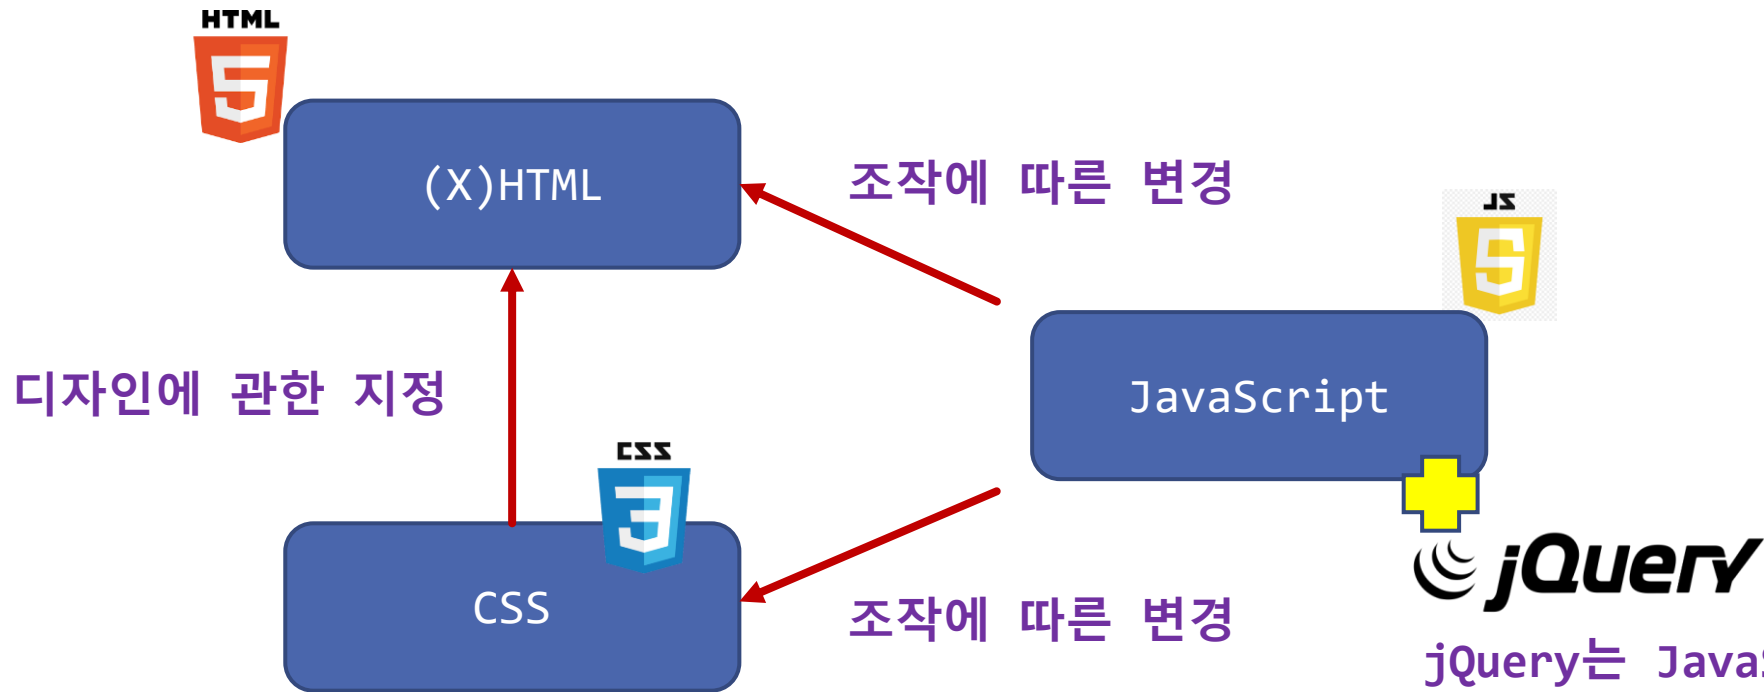 HTML
(X)HTML
조작에 따른 변경
JS
디자인에 관한 지정
JavaScript
CSS
CSS
조작에 따른 변경
jQuery
jQuery는